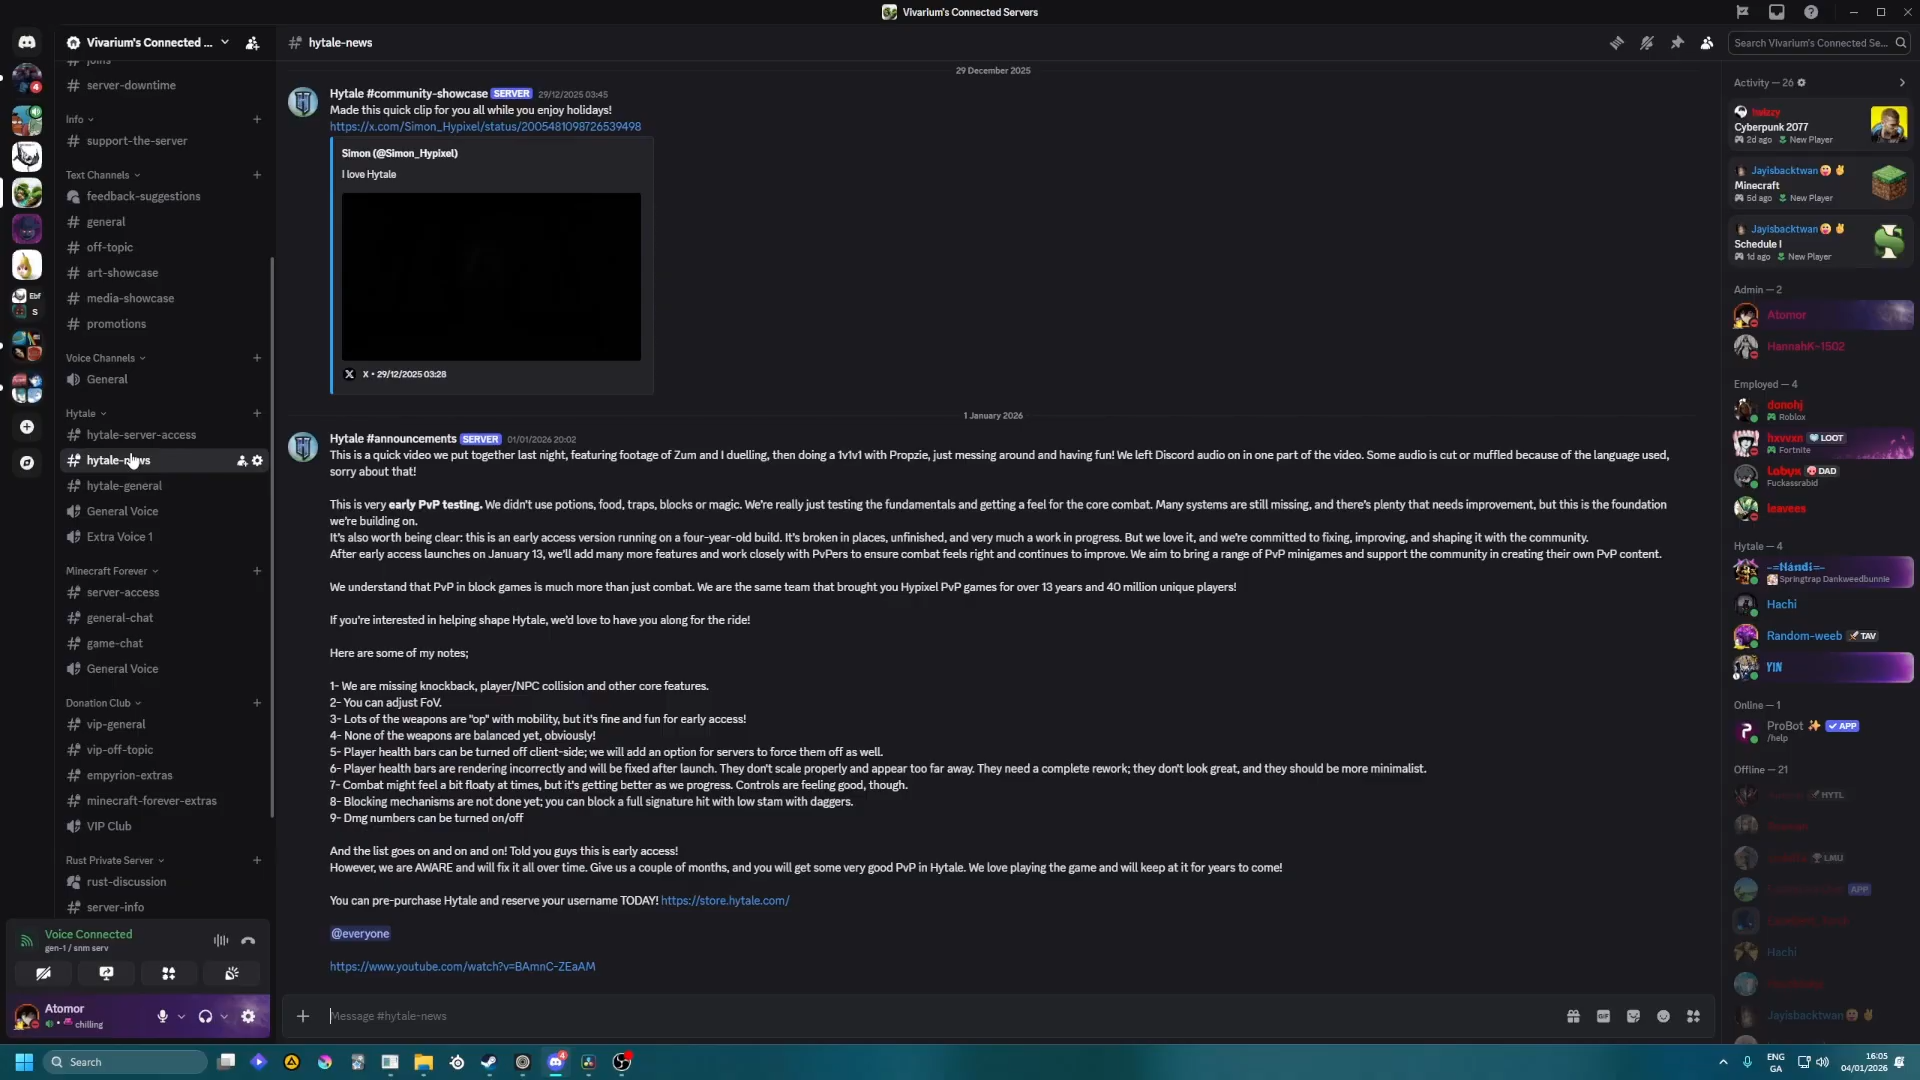 Vivarium's Connected Servers
Vivarium's Connected ...
# hytale-news
Search Vivarium's Connected Se...
joins
server-downtime
Info
support-the-server
Text Channels
feedback-suggestions
general
off-topic
art-showcase
media-showcase
promotions
Voice Channels
General
Hytale
hytale-server-access
hytale-news
hytale-general
General Voice
Extra Voice 1
Minecraft Forever
server-access
general-chat
game-chat
General Voice
Donation Club
vip-general
vip-off-topic
empyrion-extras
minecraft-forever-extras
VIP Club
Rust Private Server
rust-discussion
server-info
4
Ebf
S
Voice Connected
gen-1 / snm serv
Atomor
chilling
29 December 2025
Hytale #community-showcase SERVER 29/12/2025 03:45
Made this quick clip for you all while you enjoy holidays!
https://x.com/Simon_Hypixel/status/2005481098726539498
Simon (@Simon_Hypixel)
I love Hytale
X • 29/12/2025 03:28
1 January 2026
Hytale #announcements SERVER 01/01/2026 20:02
This is a quick video we put together last night, featuring footage of Zum and I duelling, then doing a 1v1v1 with Propzie, just messing around and having fun! We left Discord audio on in one part of the video. Some audio is cut or muffled because of the language used,
sorry about that!
This is very early PvP testing. We didn't use potions, food, traps, blocks or magic. We're really just testing the fundamentals and getting a feel for the core combat. Many systems are still missing, and there's plenty that needs improvement, but this is the foundation
we're building on.
It's also worth being clear: this is an early access version running on a four-year-old build. It's broken in places, unfinished, and very much a work in progress. But we love it, and we're committed to fixing, improving, and shaping it with the community.
After early access launches on January 13, we'll add many more features and work closely with PvPers to ensure combat feels right and continues to improve. We aim to bring a range of PvP minigames and support the community in creating their own PvP content.
We understand that PvP in block games is much more than just combat. We are the same team that brought you Hypixel PvP games for over 13 years and 40 million unique players!
If you're interested in helping shape Hytale, we'd love to have you along for the ride!
Here are some of my notes;
1- We are missing knockback, player/NPC collision and other core features.
2- You can adjust FoV.
3- Lots of the weapons are "op" with mobility, but it's fine and fun for early access!
4- None of the weapons are balanced yet, obviously!
5- Player health bars can be turned off client-side; we will add an option for servers to force them off as well.
6- Player health bars are rendering incorrectly and will be fixed after launch. They don't scale properly and appear too far away. They need a complete rework; they don't look great, and they should be more minimalist.
7- Combat might feel a bit floaty at times, but it's getting better as we progress. Controls are feeling good, though.
8- Blocking mechanisms are not done yet; you can block a full signature hit with low stam with daggers.
9- Dmg numbers can be turned on/off
And the list goes on and on and on! Told you guys this is early access!
However, we are AWARE and will fix it all over time. Give us a couple of months, and you will get some very good PvP in Hytale. We love playing the game and will keep at it for years to come!
You can pre-purchase Hytale and reserve your username TODAY! https://store.hytale.com/
@everyone
https://www.youtube.com/watch?v=BAmnC-ZEaAM
Message #hytale-news
GIF
Activity — 26
twizzy
Cyberpunk 2077
2d ago New Player
Jayisbacktwan
Minecraft
5d ago New Player
Jayisbacktwan
Schedule I
1d ago New Player
Admin — 2
Atomor
HannahK-1502
Employed — 4
donohj
Roblox
hxvvxn LOOT
Fortnite
Labyx DAD
Fuckassrabid
leavees
Hytale — 4
-=Handi=-
Springtrap Dankweedbunnie
Hachi
Random-weeb TAV
YIN
Online — 1
ProBot APP
/help
Offline — 21
HYTL
LMU
APP
Hachi
Jayisbacktwan
Search
4
ENG
GA
16:05
04/01/2026